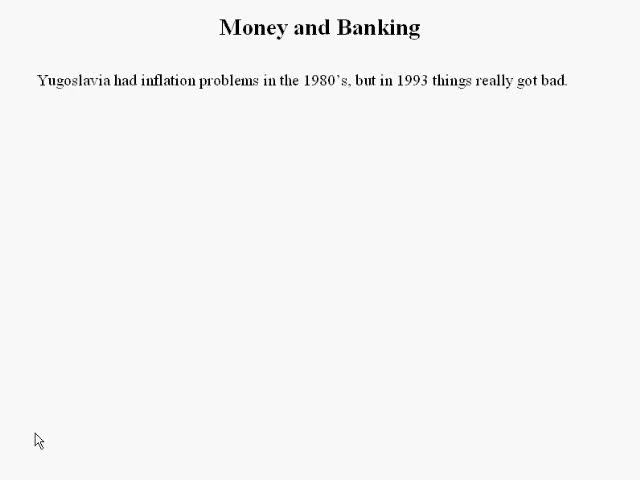 Money and Banking
Yugoslavia had inflation problems in the 1980’s, but in 1993 things really got bad.